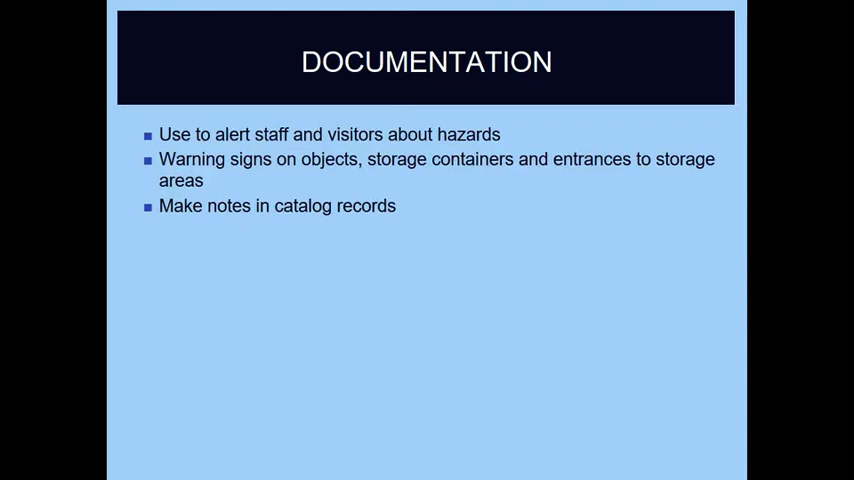 DOCUMENTATION
Use to alert staff and visitors about hazards
Warning signs on objects, storage containers and entrances to storage
areas
Make notes in catalog records